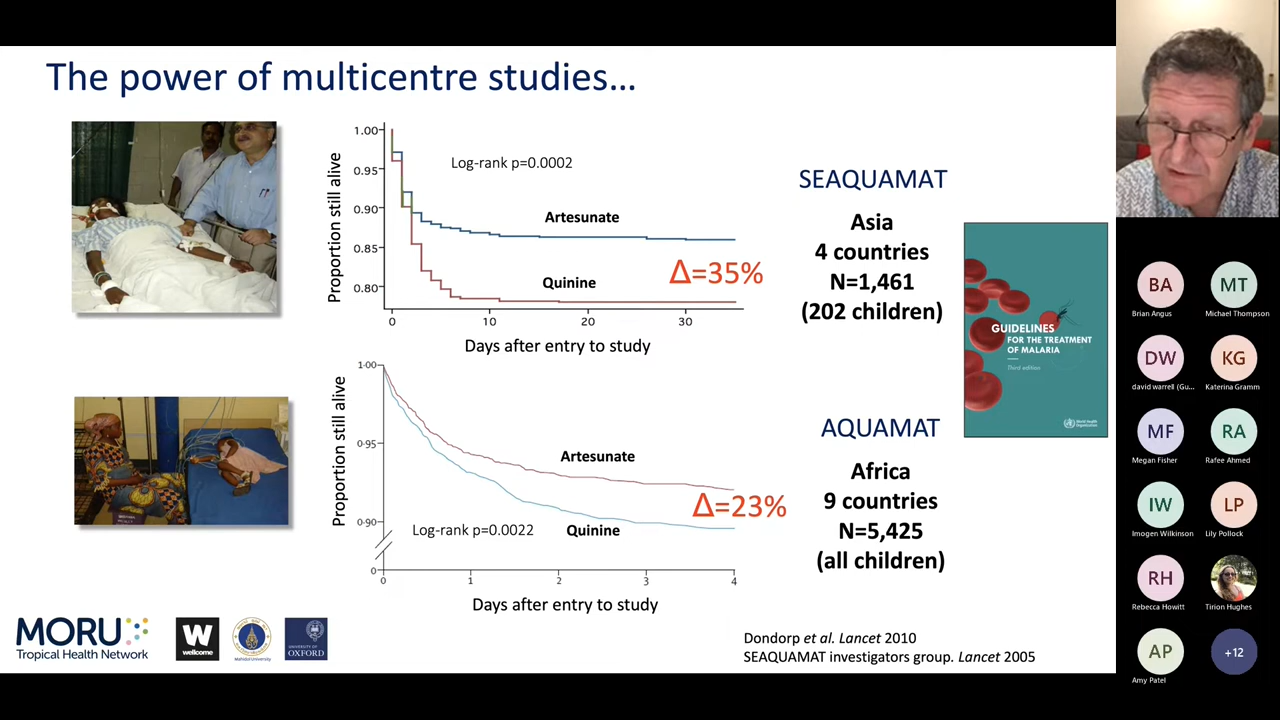 The power of multicentre studies...
1.00
0.95
0.90
0.85
0.80
Proportion still alive
Log-rank p=0.0002
Artesunate
Quinine
Δ=35%
0
10
20
30
Days after entry to study
SEAQUAMAT
Asia
4 countries
N=1,461
(202 children)
GUIDELINES
FOR THE TREATMENT
OF MALARIA
Third edition
World Health
Organization
1·00
0·95
0·90
0
Proportion still alive
Artesunate
Δ=23%
Log-rank p=0.0022
Quinine
0
1
2
3
4
Days after entry to study
AQUAMAT
Africa
9 countries
N=5,425
(all children)
MORU
Tropical Health Network
W
wellcome
Mahidol University
UNIVERSITY OF
OXFORD
Dondorp et al. Lancet 2010
SEAQUAMAT investigators group. Lancet 2005
BA
Brian Angus
MT
Michael Thompson
DW
david warrell (Gu...
KG
Katerina Gramm
MF
Megan Fisher
RA
Rafee Ahmed
IW
Imogen Wilkinson
LP
Lily Pollock
RH
Rebecca Howitt
Tirion Hughes
AP
Amy Patel
+12